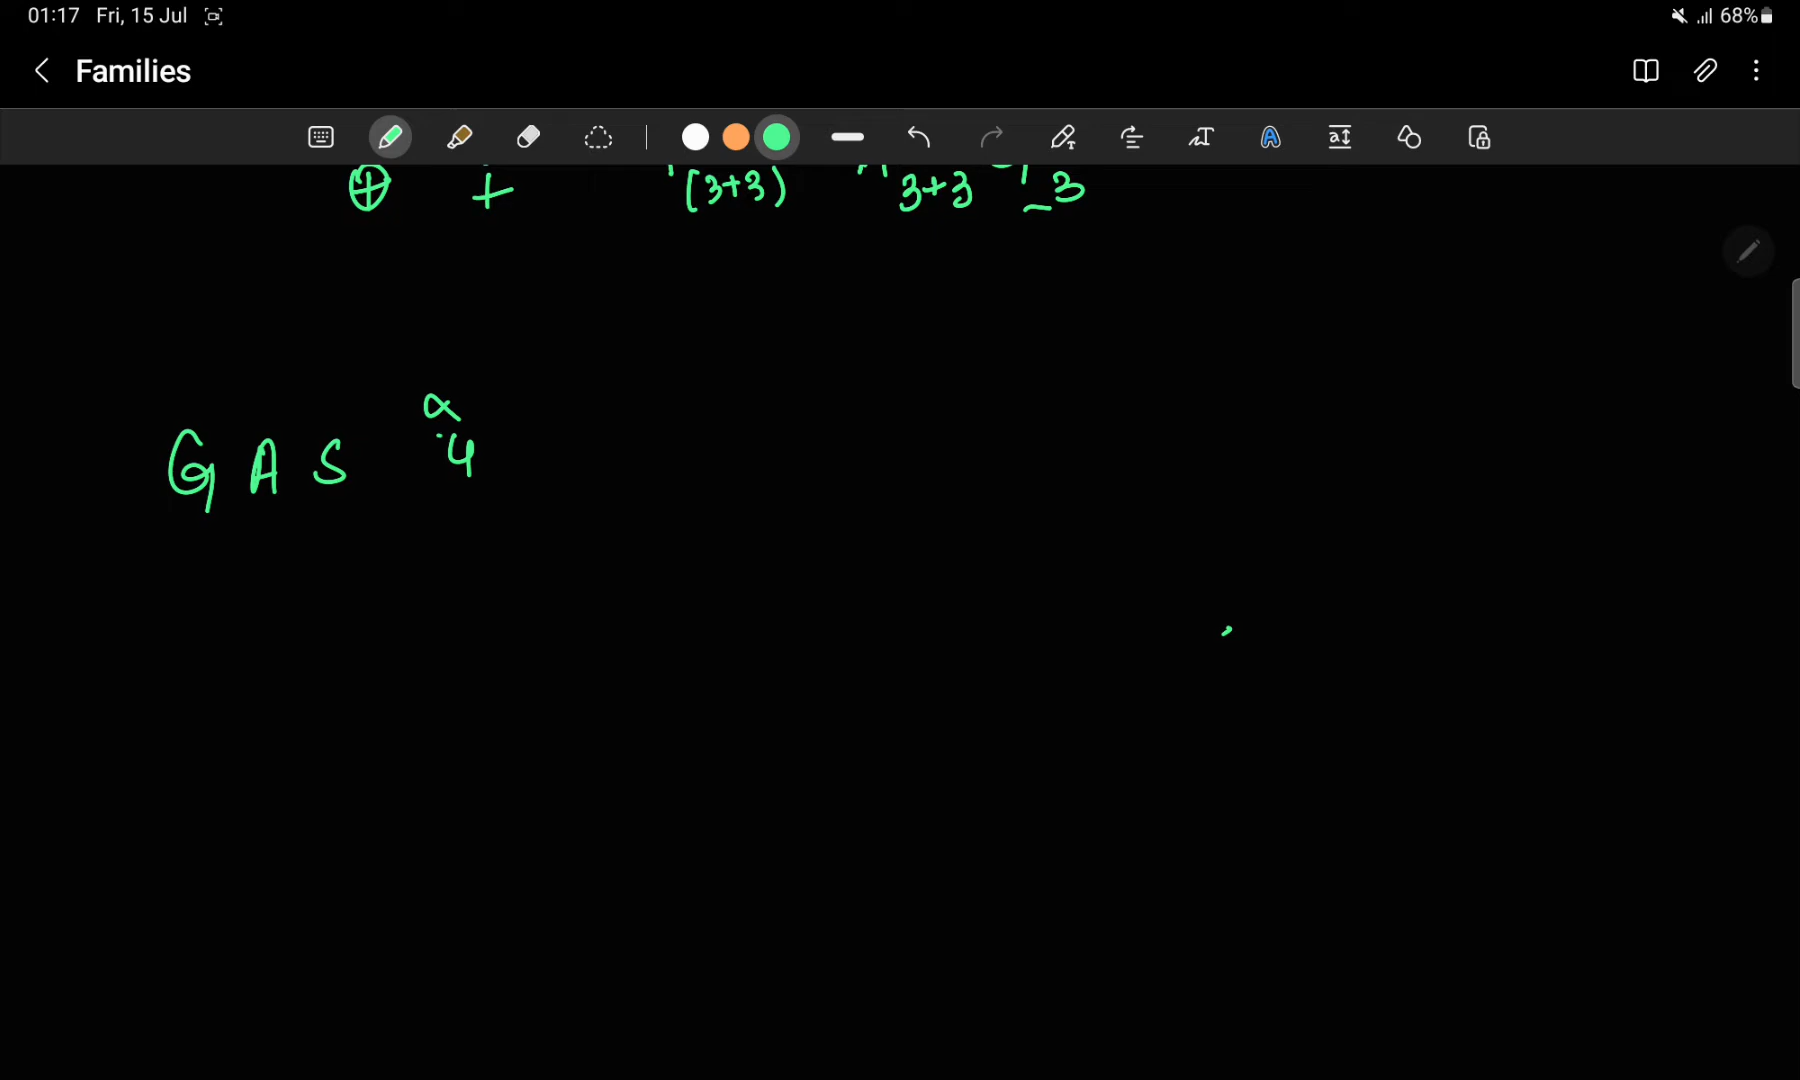 01:17 Fri, 15 Jul 68%
Families
⊕ + (3+3) 3+3 -3
α
G A S 4